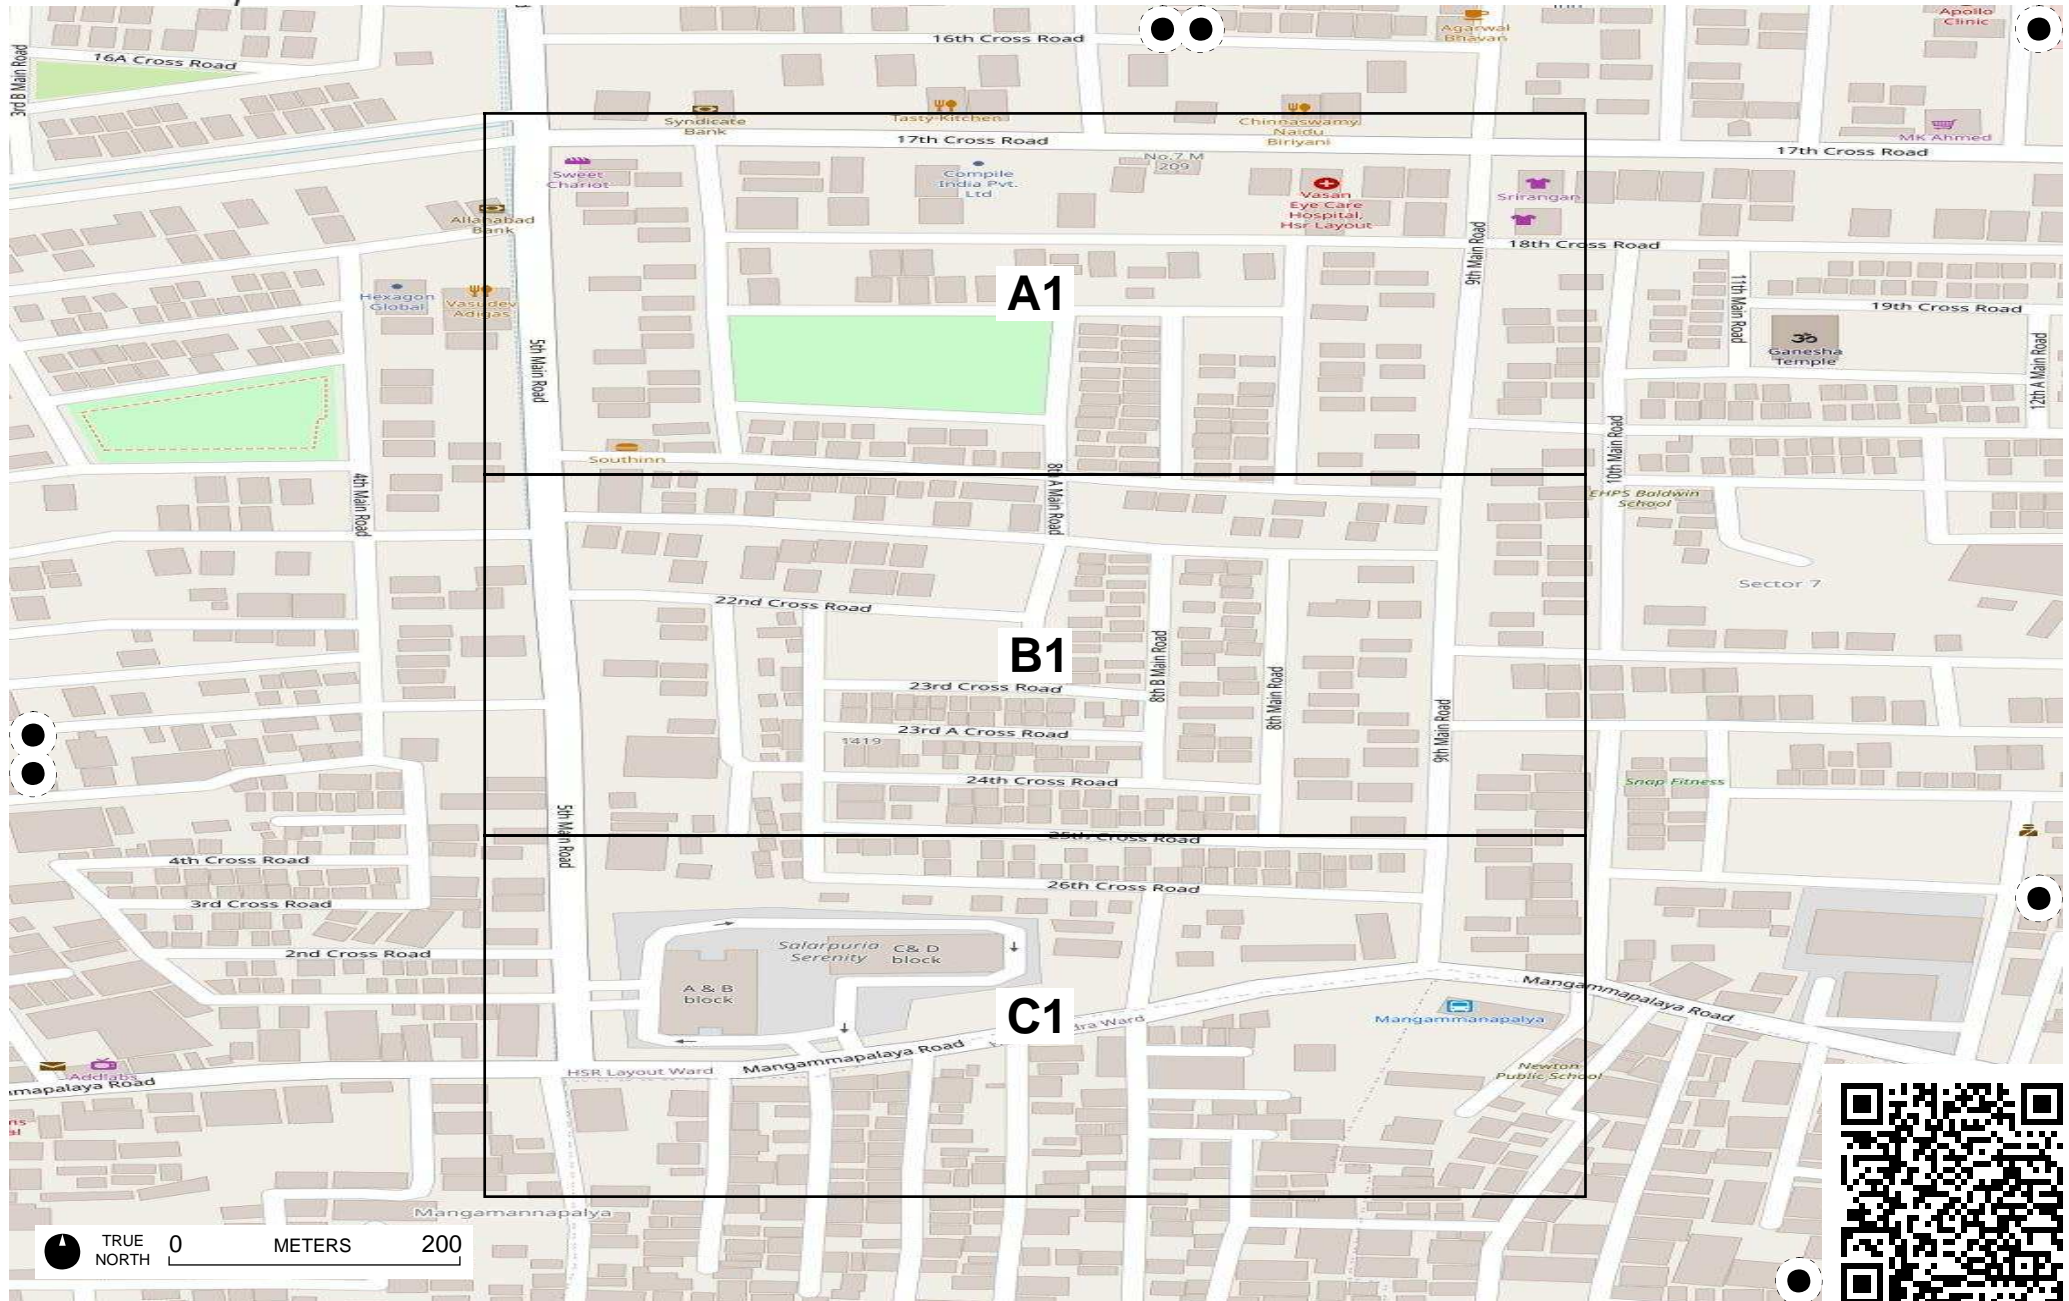 16th Cross Road
Agarwal
Bhavan
Apollo
Clinic
16A Cross Road
3rd B Main Road
Syndicate
Bank
Tasty Kitchen
Chinnaswamy
Naidu
Biriyani
MK Ahmed
17th Cross Road
17th Cross Road
Sweet
Chariot
Compile
India Pvt.
Ltd
No.7 M
209
Vasan
Eye Care
Hospital,
Hsr Layout
Srirangan
Allahabad
Bank
18th Cross Road
9th Main Road
Hexagon
Global
Vasudev
Adigas
A1
11th Main Road
19th Cross Road
Ganesha
Temple
5th Main Road
12th A Main Road
Southinn
10th Main Road
4th Main Road
8th A Main Road
EHPS Baldwin
School
Sector 7
22nd Cross Road
B1
8th B Main Road
8th Main Road
23rd Cross Road
9th Main Road
23rd A Cross Road
1419
24th Cross Road
Snap Fitness
5th Main Road
25th Cross Road
4th Cross Road
26th Cross Road
3rd Cross Road
2nd Cross Road
Salarpuria
Serenity
C& D
block
A & B
block
C1
dra Ward
Mangammanapalya
Mangammapalaya Road
Addlabs
mmapalaya Road
HSR Layout Ward
Mangammapalaya Road
Newton
Public School
ns
al
Mangamannapalya
TRUE
NORTH
0 METERS 200